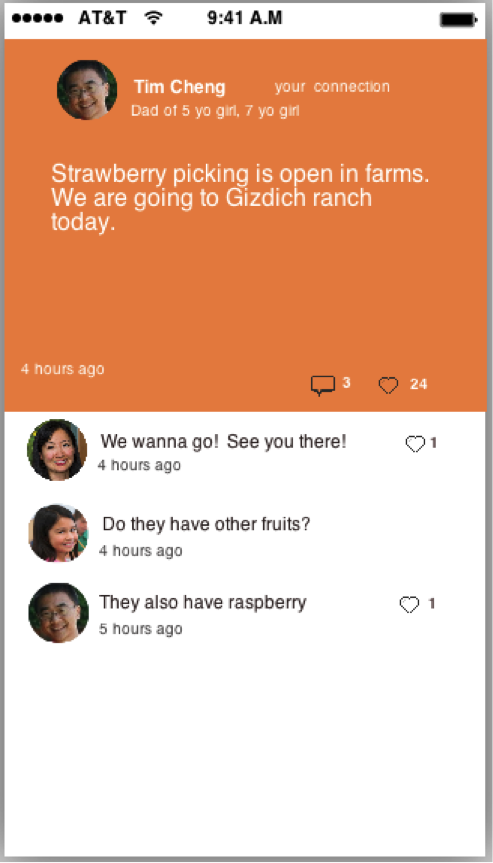 AT&T 9:41 A.M
Tim Cheng your connection
Dad of 5 yo girl, 7 yo girl
Strawberry picking is open in farms.
We are going to Gizdich ranch
today.
4 hours ago
3 24
We wanna go! See you there! 1
4 hours ago
Do they have other fruits?
4 hours ago
They also have raspberry 1
5 hours ago